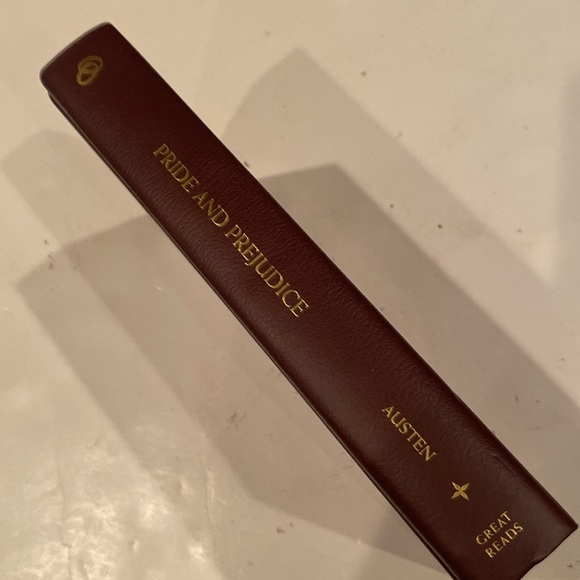 PRIDE AND PREJUDICE
AUSTEN
GREAT
READS